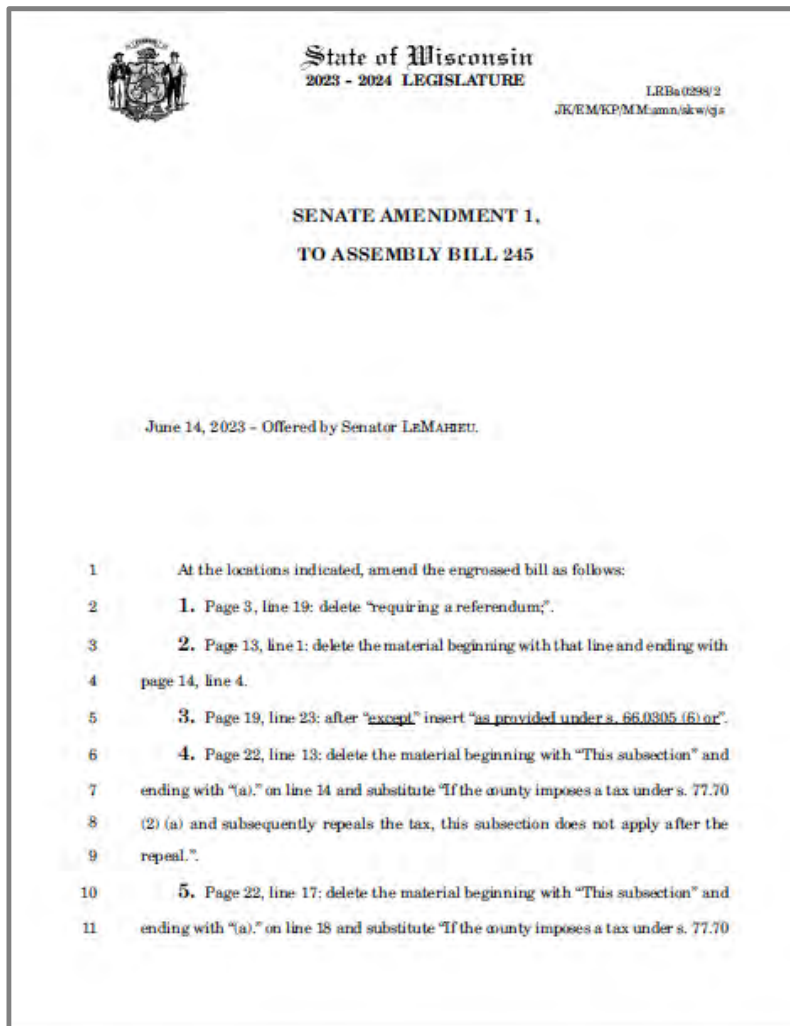 State of Wisconsin
2023 - 2024 LEGISLATURE
LRBa0298/2
JK/EM/KP/MM:amn/skw/cjs
SENATE AMENDMENT 1,
TO ASSEMBLY BILL 245
June 14, 2023 - Offered by Senator LEMAHIEU.
1 At the locations indicated, amend the engrossed bill as follows:
2 1. Page 3, line 19: delete “requiring a referendum;”.
3 2. Page 13, line 1: delete the material beginning with that line and ending with
4 page 14, line 4.
5 3. Page 19, line 23: after “except” insert “as provided under s. 66.0305 (6) or”.
6 4. Page 22, line 13: delete the material beginning with “This subsection” and
7 ending with “(a).” on line 14 and substitute “If the county imposes a tax under s. 77.70
8 (2) (a) and subsequently repeals the tax, this subsection does not apply after the
9 repeal.”.
10 5. Page 22, line 17: delete the material beginning with “This subsection” and
11 ending with “(a).” on line 18 and substitute “If the county imposes a tax under s. 77.70